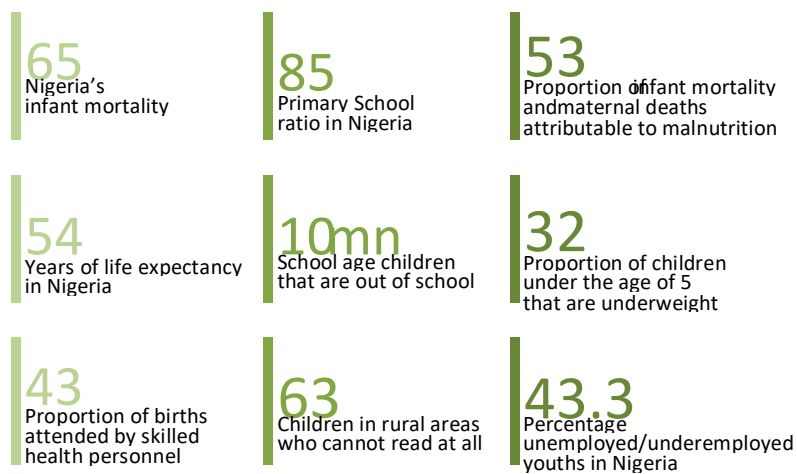 65
Nigeria's
infant mortality
85
Primary School
ratio in Nigeria
53
Proportion of infant mortality
andmaternal deaths
attributable to malnutrition
54
Years of life expectancy
in Nigeria
10mn
School age children
that are out of school
32
Proportion of children
under the age of 5
that are underweight
43
Proportion of births
attended by skilled
health personnel
63
Children in rural areas
who cannot read at all
43.3
Percentage
unemployed/underemployed
youths in Nigeria